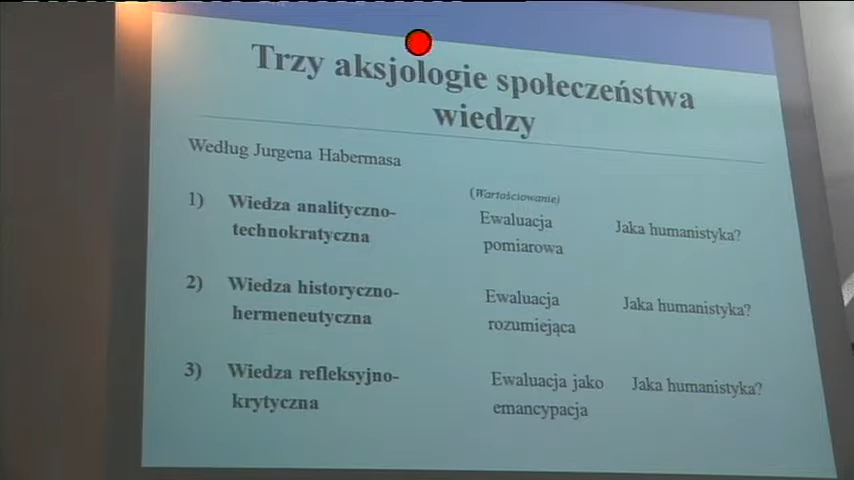 Trzy aksjologie społeczeństwa
wiedzy
Według Jurgena Habermasa
(Wartościowanie)
1) Wiedza analityczno- Ewaluacja Jaka humanistyka?
technokratyczna pomiarowa
2) Wiedza historyczno- Ewaluacja Jaka humanistyka?
hermeneutyczna rozumiejąca
3) Wiedza refleksyjno- Ewaluacja jako Jaka humanistyka?
krytyczna emancypacja